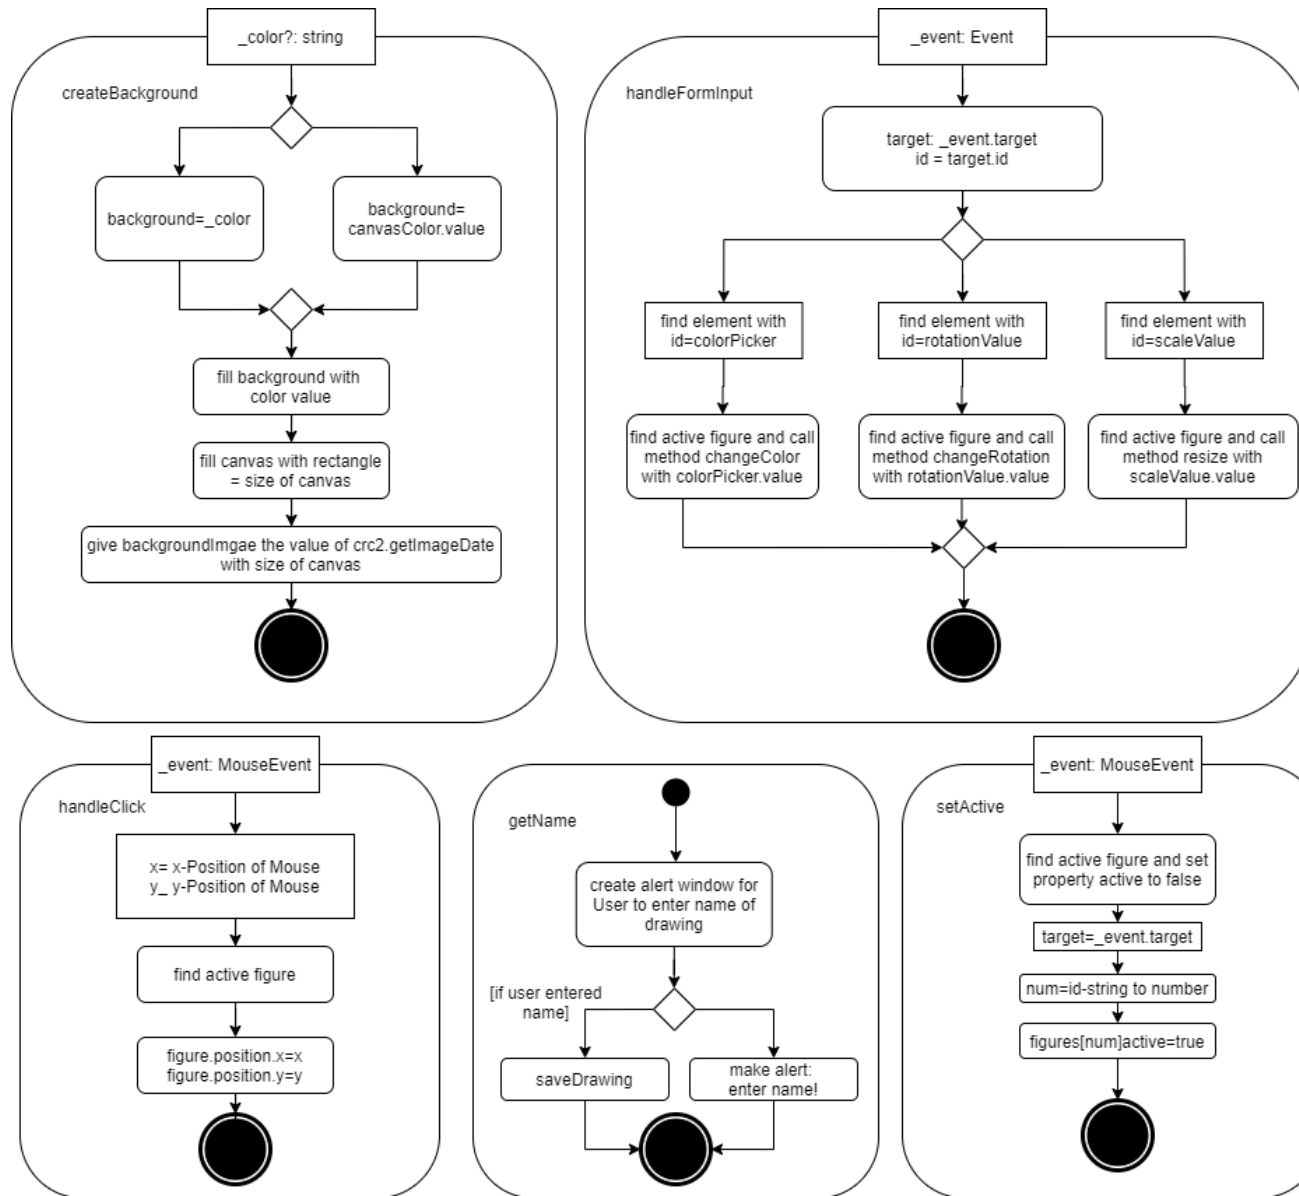 _color?: string
createBackground
background=_color
background=
canvasColor.value
fill background with
color value
fill canvas with rectangle
= size of canvas
give backgroundImgae the value of crc2.getImageDate
with size of canvas
_event: Event
handleFormInput
target: _event.target
id = target.id
find element with
id=colorPicker
find element with
id=rotationValue
find element with
id=scaleValue
find active figure and call
method changeColor
with colorPicker.value
find active figure and call
method changeRotation
with rotationValue.value
find active figure and call
method resize with
scaleValue.value
_event: MouseEvent
handleClick
x= x-Position of Mouse
y_ y-Position of Mouse
find active figure
figure.position.x=x
figure.position.y=y
getName
create alert window for
User to enter name of
drawing
[if user entered
name]
saveDrawing
make alert:
enter name!
_event: MouseEvent
setActive
find active figure and set
property active to false
target=_event.target
num=id-string to number
figures[num]active=true